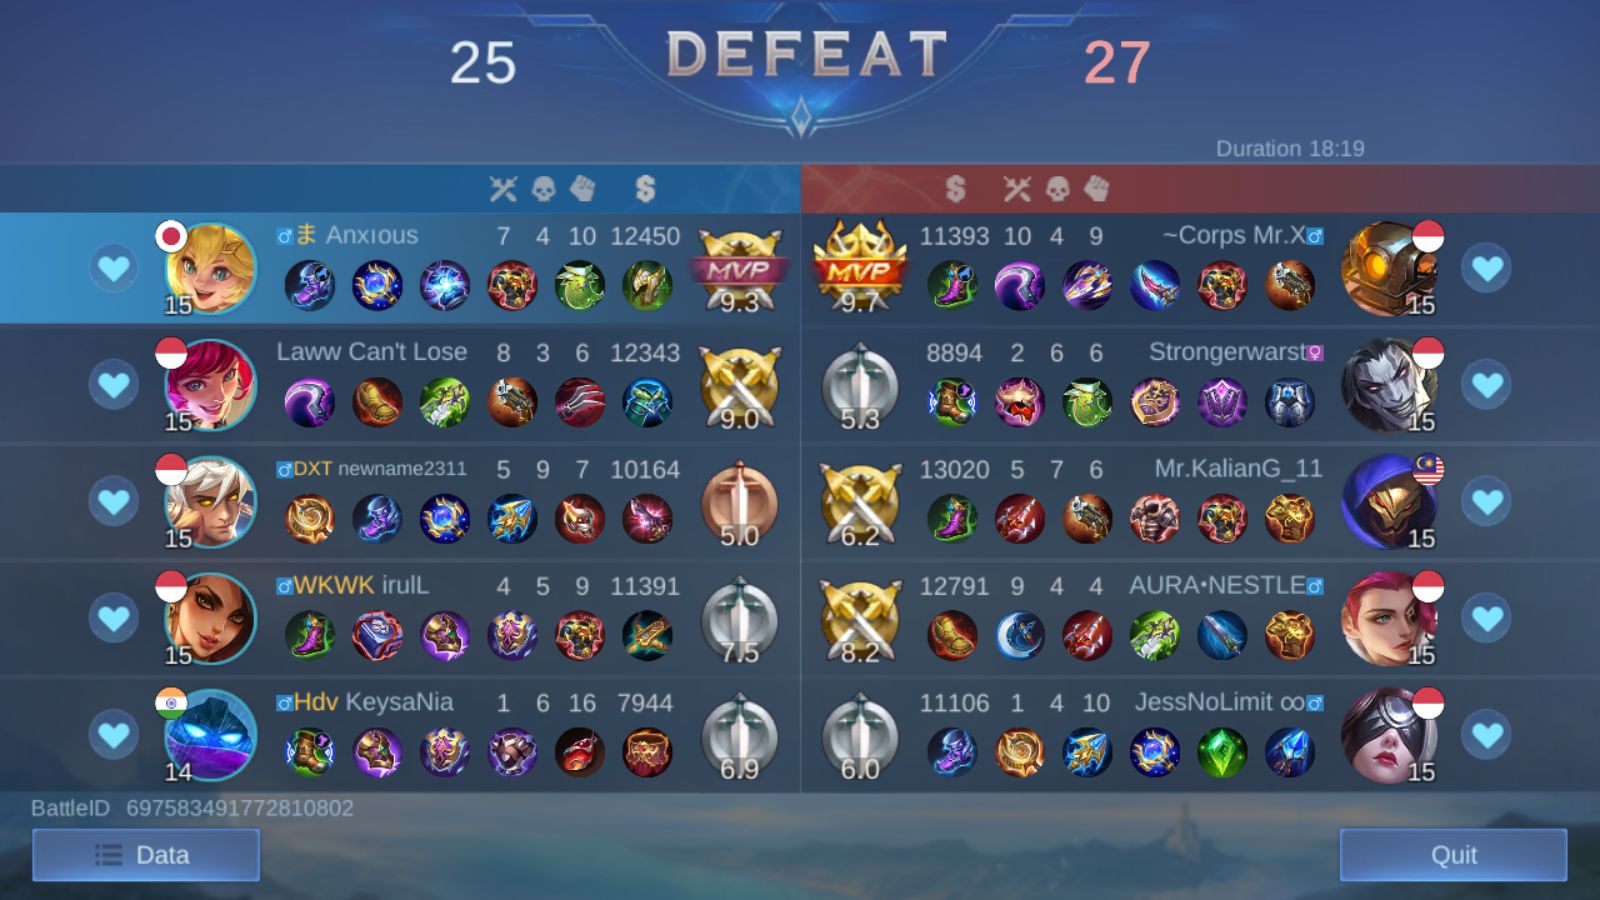 25 DEFEAT 27
Duration 18:19
15 ま Anxıous 7 4 10 12450 MVP 9.3
MVP 9.7 11393 10 4 9 ~Corps Mr.X 15
15 Laww Can't Lose 8 3 6 12343 9.0
5.3 8894 2 6 6 Strongerwarst 15
15 DXT newname2311 5 9 7 10164 5.0
6.2 13020 5 7 6 Mr.KalianG_11 15
15 WKWK irulL 4 5 9 11391 7.5
8.2 12791 9 4 4 AURA•NESTLE 15
14 Hdv KeysaNia 1 6 16 7944 6.9
6.0 11106 1 4 10 JessNoLimit ∞ 15
BattleID 697583491772810802
Data
Quit